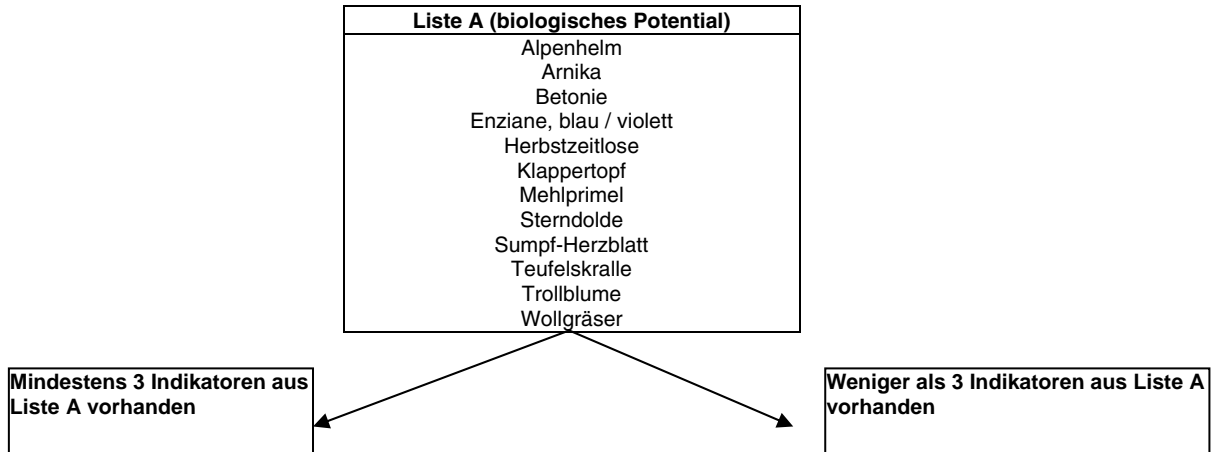 Liste A (biologisches Potential)
Alpenhelm
Arnika
Betonie
Enziane, blau / violett
Herbstzeitlose
Klappertopf
Mehlprimel
Sterndolde
Sumpf-Herzblatt
Teufelskralle
Trollblume
Wollgräser
Mindestens 3 Indikatoren aus
Liste A vorhanden
Weniger als 3 Indikatoren aus Liste A
vorhanden